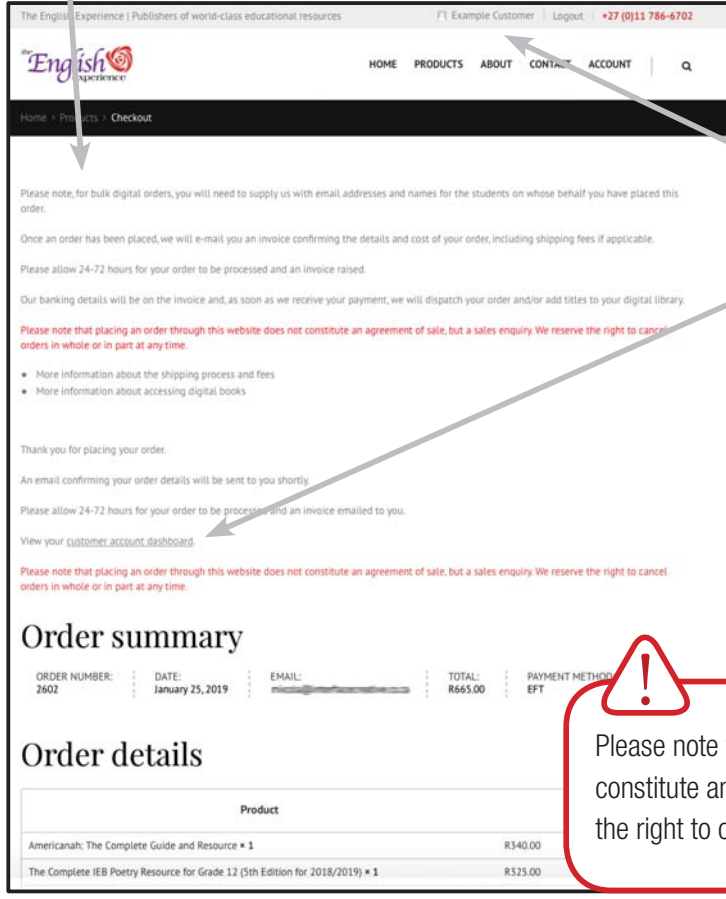 The English Experience | Publishers of world-class educational resources
Example Customer
Logout
+27 (0)11 786-6702
the
English
Experience
HOME PRODUCTS ABOUT CONTACT ACCOUNT
Home > Products > Checkout
Please note, for bulk digital orders, you will need to supply us with email addresses and names for the students on whose behalf you have placed this
order.
Once an order has been placed, we will e-mail you an invoice confirming the details and cost of your order, including shipping fees if applicable.
Please allow 24-72 hours for your order to be processed and an invoice raised.
Our banking details will be on the invoice and, as soon as we receive your payment, we will dispatch your order and/or add titles to your digital library.
Please note that placing an order through this website does not constitute an agreement of sale, but a sales enquiry. We reserve the right to cancel
orders in whole or in part at any time.
• More information about the shipping process and fees
• More information about accessing digital books
Thank you for placing your order.
An email confirming your order details will be sent to you shortly.
Please allow 24-72 hours for your order to be processed and an invoice emailed to you.
View your customer account dashboard.
Please note that placing an order through this website does not constitute an agreement of sale, but a sales enquiry. We reserve the right to cancel
orders in whole or in part at any time.
Order summary
ORDER NUMBER: DATE: EMAIL: TOTAL: PAYMENT METHOD
2602 January 25, 2019 R665.00 EFT
!
Please note
constitute an
the right to c
Order details
Product
Americanah: The Complete Guide and Resource × 1 R340.00
The Complete IEB Poetry Resource for Grade 12 (5th Edition for 2018/2019) × 1 R325.00